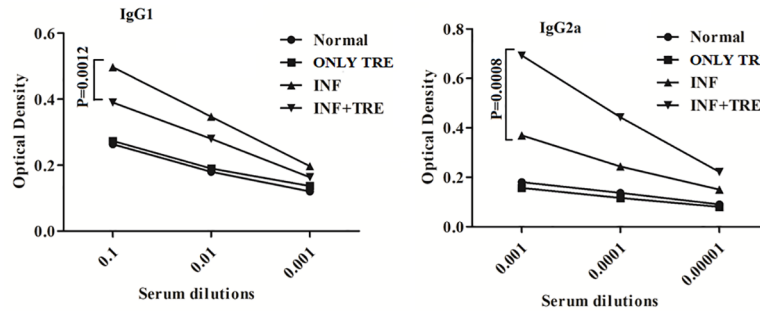 IgG1
0.6
0.4
0.2
0.0
Optical Density
P=0.0012
Normal
ONLY TRE
INF
INF+TRE
0.1
0.01
0.001
Serum dilutions
IgG2a
0.8
0.6
0.4
0.2
0.0
Optical Density
P=0.0008
Normal
ONLY TR
INF
INF+TRE
0.001
0.0001
0.00001
Serum dilutions